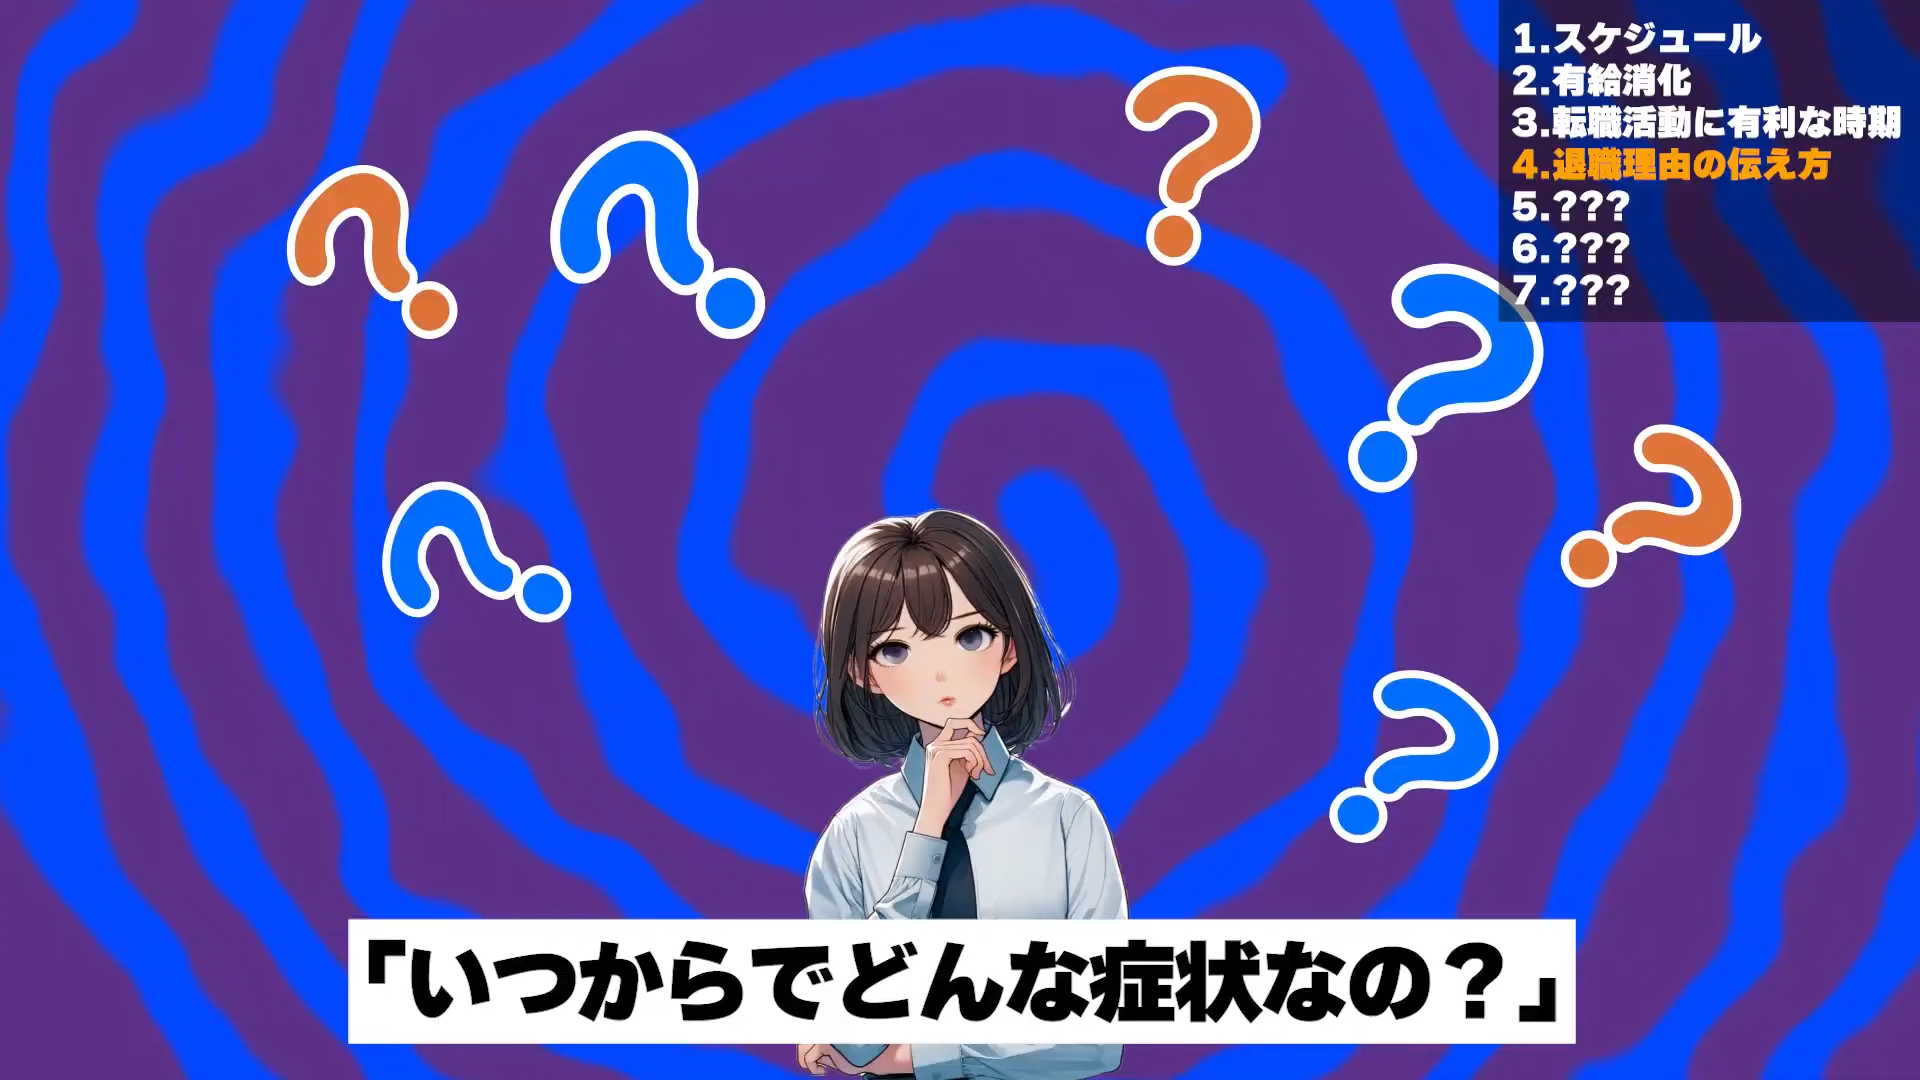 1.スケジュール
2.有給消化
3.転職活動に有利な時期
4.退職理由の伝え方
5.???
6.???
7.???
「いつからでどんな症状なの？」